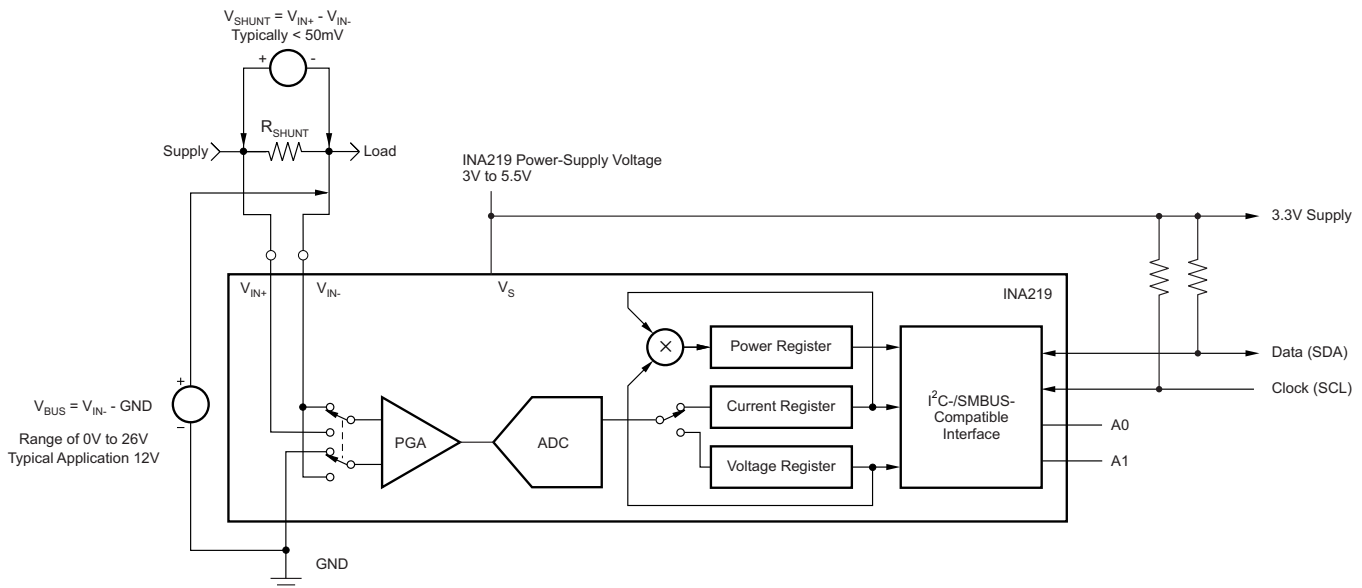 V_SHUNT = V_IN+ - V_IN-
Typically < 50mV
+ -
R_SHUNT
Supply
Load
INA219 Power-Supply Voltage
3V to 5.5V
3.3V Supply
V_IN+
V_IN-
V_S
INA219
×
Power Register
Data (SDA)
Clock (SCL)
+
V_BUS = V_IN- - GND
−
Range of 0V to 26V
Typical Application 12V
PGA
ADC
Current Register
Voltage Register
I²C-/SMBUS-
Compatible
Interface
A0
A1
GND